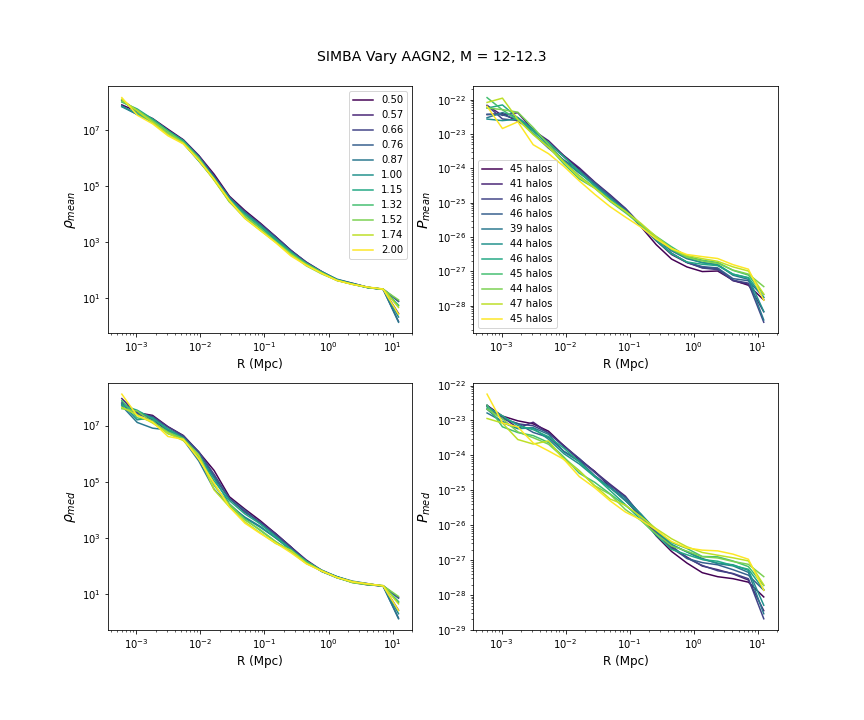 SIMBA Vary AAGN2, M = 12-12.3
ρ_mean
10^7
10^5
10^3
10^1
0.50
0.57
0.66
0.76
0.87
1.00
1.15
1.32
1.52
1.74
2.00
10^−3 10^−2 10^−1 10^0 10^1
R (Mpc)
P_mean
10^−22
10^−23
10^−24
10^−25
10^−26
10^−27
10^−28
45 halos
41 halos
46 halos
46 halos
39 halos
44 halos
46 halos
45 halos
44 halos
47 halos
45 halos
10^−3 10^−2 10^−1 10^0 10^1
R (Mpc)
ρ_med
10^7
10^5
10^3
10^1
10^−3 10^−2 10^−1 10^0 10^1
R (Mpc)
P_med
10^−22
10^−23
10^−24
10^−25
10^−26
10^−27
10^−28
10^−29
10^−3 10^−2 10^−1 10^0 10^1
R (Mpc)